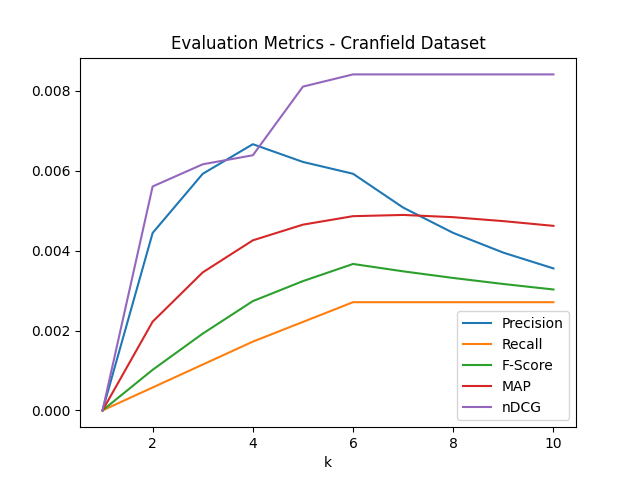 Evaluation Metrics - Cranfield Dataset
0.008
0.006
0.004
0.002
0.000
Precision
Recall
F-Score
MAP
nDCG
2 4 6 8 10
k